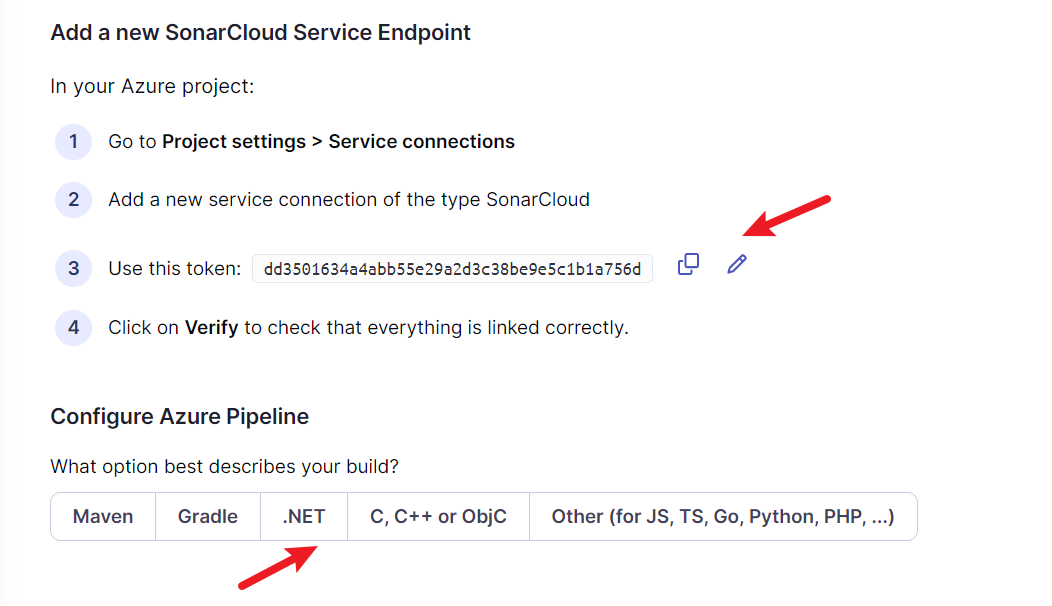 Add a new SonarCloud Service Endpoint
In your Azure project:
1 Go to Project settings > Service connections
2 Add a new service connection of the type SonarCloud
3 Use this token: dd3501634a4abb55e29a2d3c38be9e5c1b1a756d
4 Click on Verify to check that everything is linked correctly.
Configure Azure Pipeline
What option best describes your build?
Maven Gradle .NET C, C++ or ObjC Other (for JS, TS, Go, Python, PHP, ...)